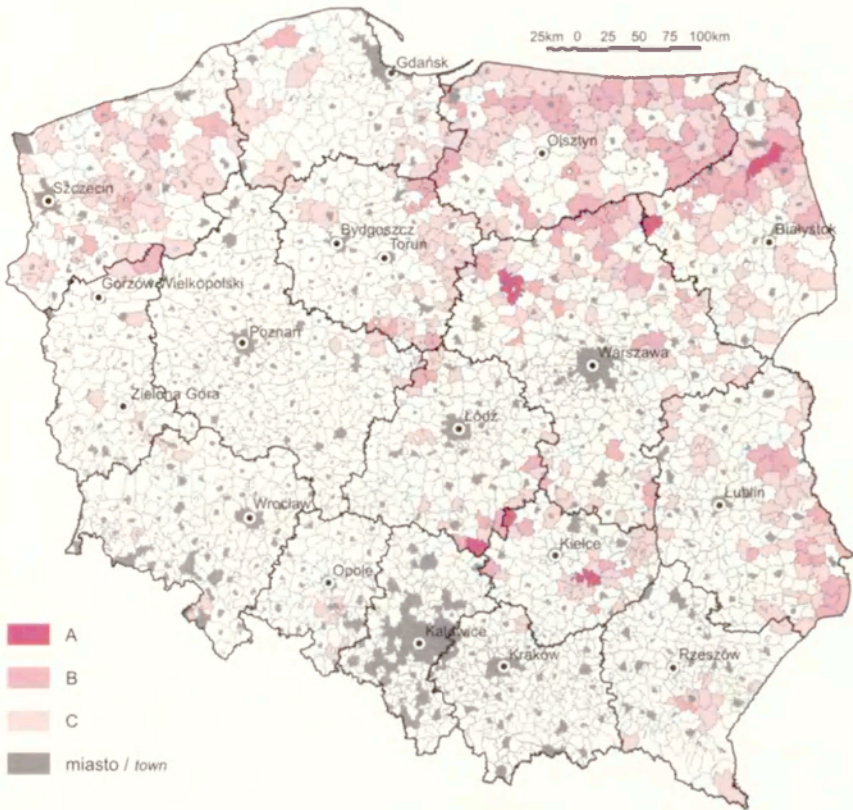 25km 0 25 50 75 100km
Gdańsk
Olsztyn
Szczecin
Bydgoszcz
Toruń
Białystok
Gorzów Wielkopolski
Poznań
Warszawa
Zielona Góra
Łódź
Lublin
Wrocław
Kielce
Opole
Katowice
Kraków
Rzeszów
A
B
C
miasto / town